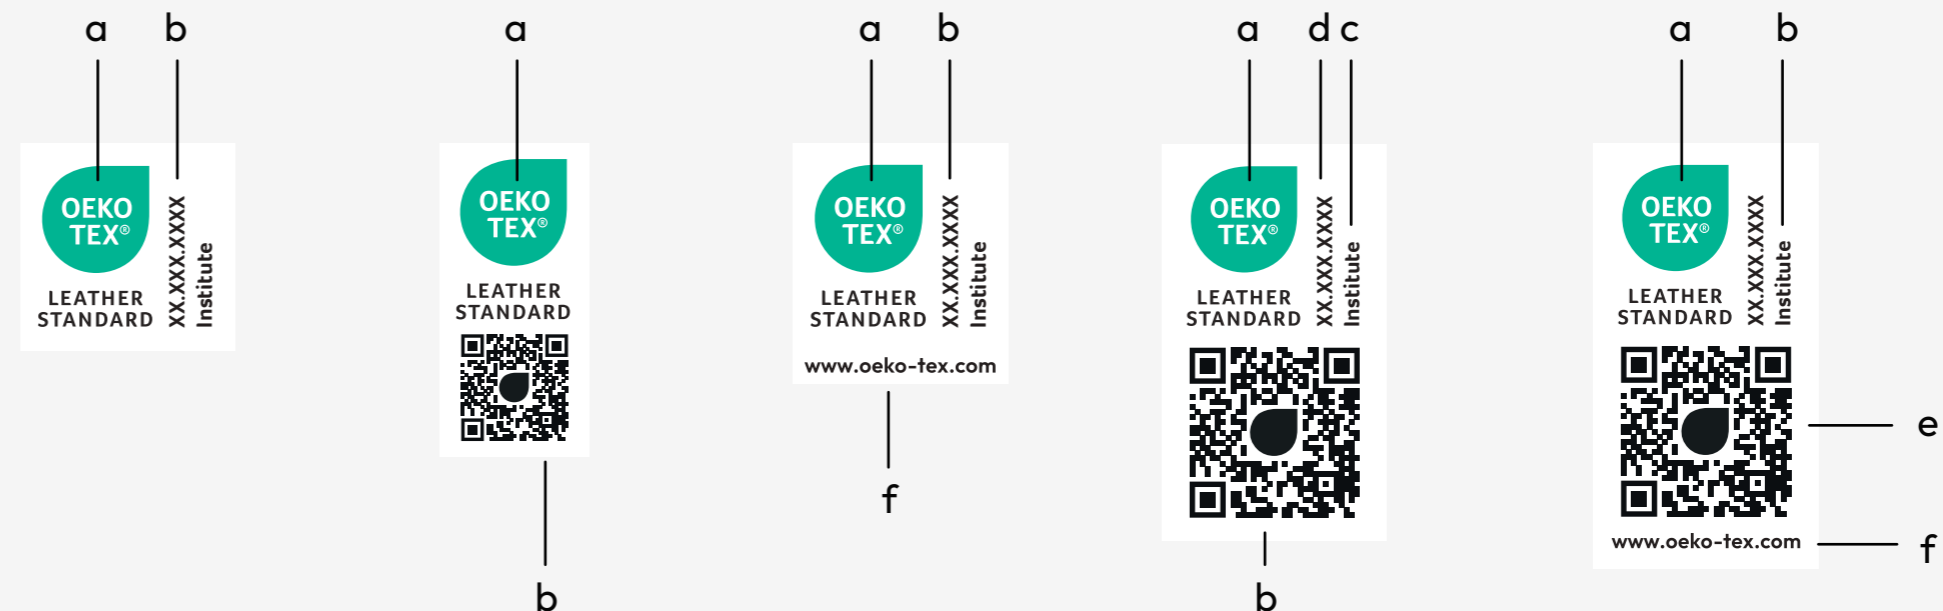 a b
OEKO
TEX®
LEATHER
STANDARD
XX.XXX.XXXX
Institute
a
OEKO
TEX®
LEATHER
STANDARD
b
a b
OEKO
TEX®
LEATHER
STANDARD
XX.XXX.XXXX
Institute
www.oeko-tex.com
f
a d c
OEKO
TEX®
LEATHER
STANDARD
XX.XXX.XXXX
Institute
b
a b
OEKO
TEX®
LEATHER
STANDARD
XX.XXX.XXXX
Institute
e
www.oeko-tex.com
f